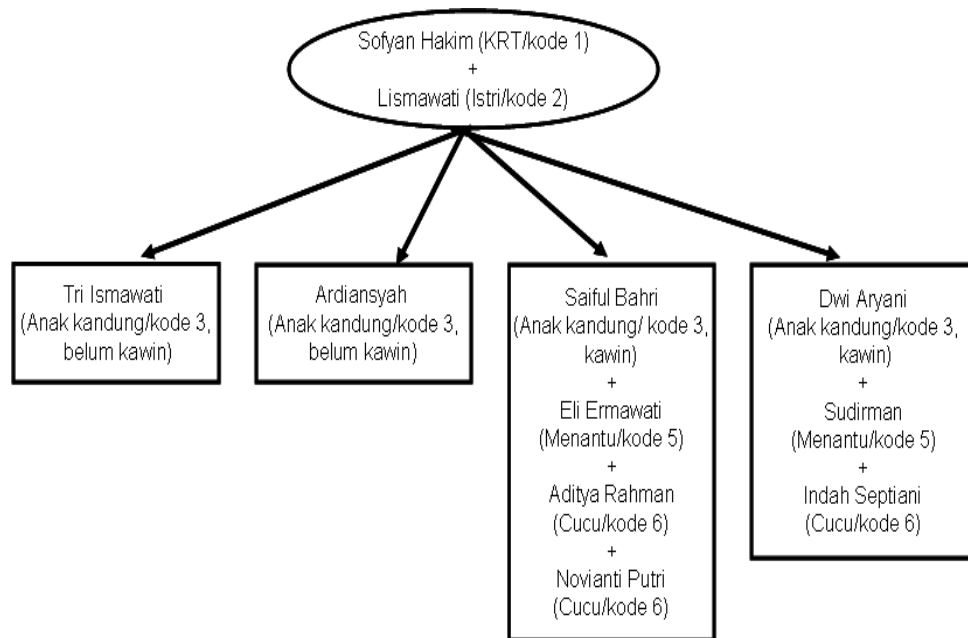 Sofyan Hakim (KRT/kode 1)
+
Lismawati (Istri/kode 2)
Tri Ismawati
(Anak kandung/kode 3,
belum kawin)
Ardiansyah
(Anak kandung/kode 3,
belum kawin)
Saiful Bahri
(Anak kandung/ kode 3,
kawin)
+
Eli Ermawati
(Menantu/kode 5)
+
Aditya Rahman
(Cucu/kode 6)
+
Novianti Putri
(Cucu/kode 6)
Dwi Aryani
(Anak kandung/kode 3,
kawin)
+
Sudirman
(Menantu/kode 5)
+
Indah Septiani
(Cucu/kode 6)